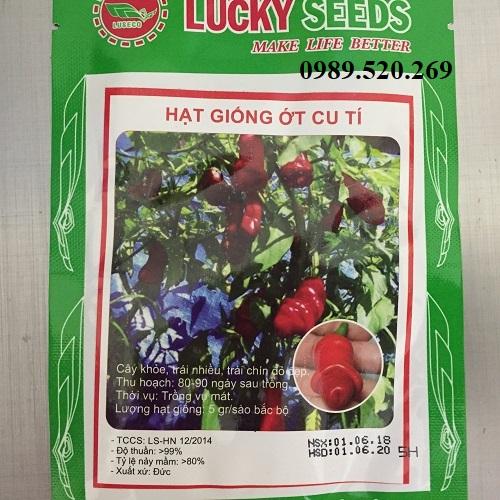 LUSECO
LUCKY SEEDS
MAKE LIFE BETTER
0989.520.269
HẠT GIỐNG ỚT CU TÍ
Cây khỏe, trái nhiều, trái chín đỏ đẹp.
Thu hoạch: 80-90 ngày sau trồng.
Thời vụ: Trồng vụ mát.
Lượng hạt giống: 5 gr/sào bắc bộ
- TCCS: LS-HN 12/2014
- Độ thuần: >99%
- Tỷ lệ nảy mầm: >80%
- Xuất xứ: Đức
NSX:01.06.18
HSD:01.06.20 5H